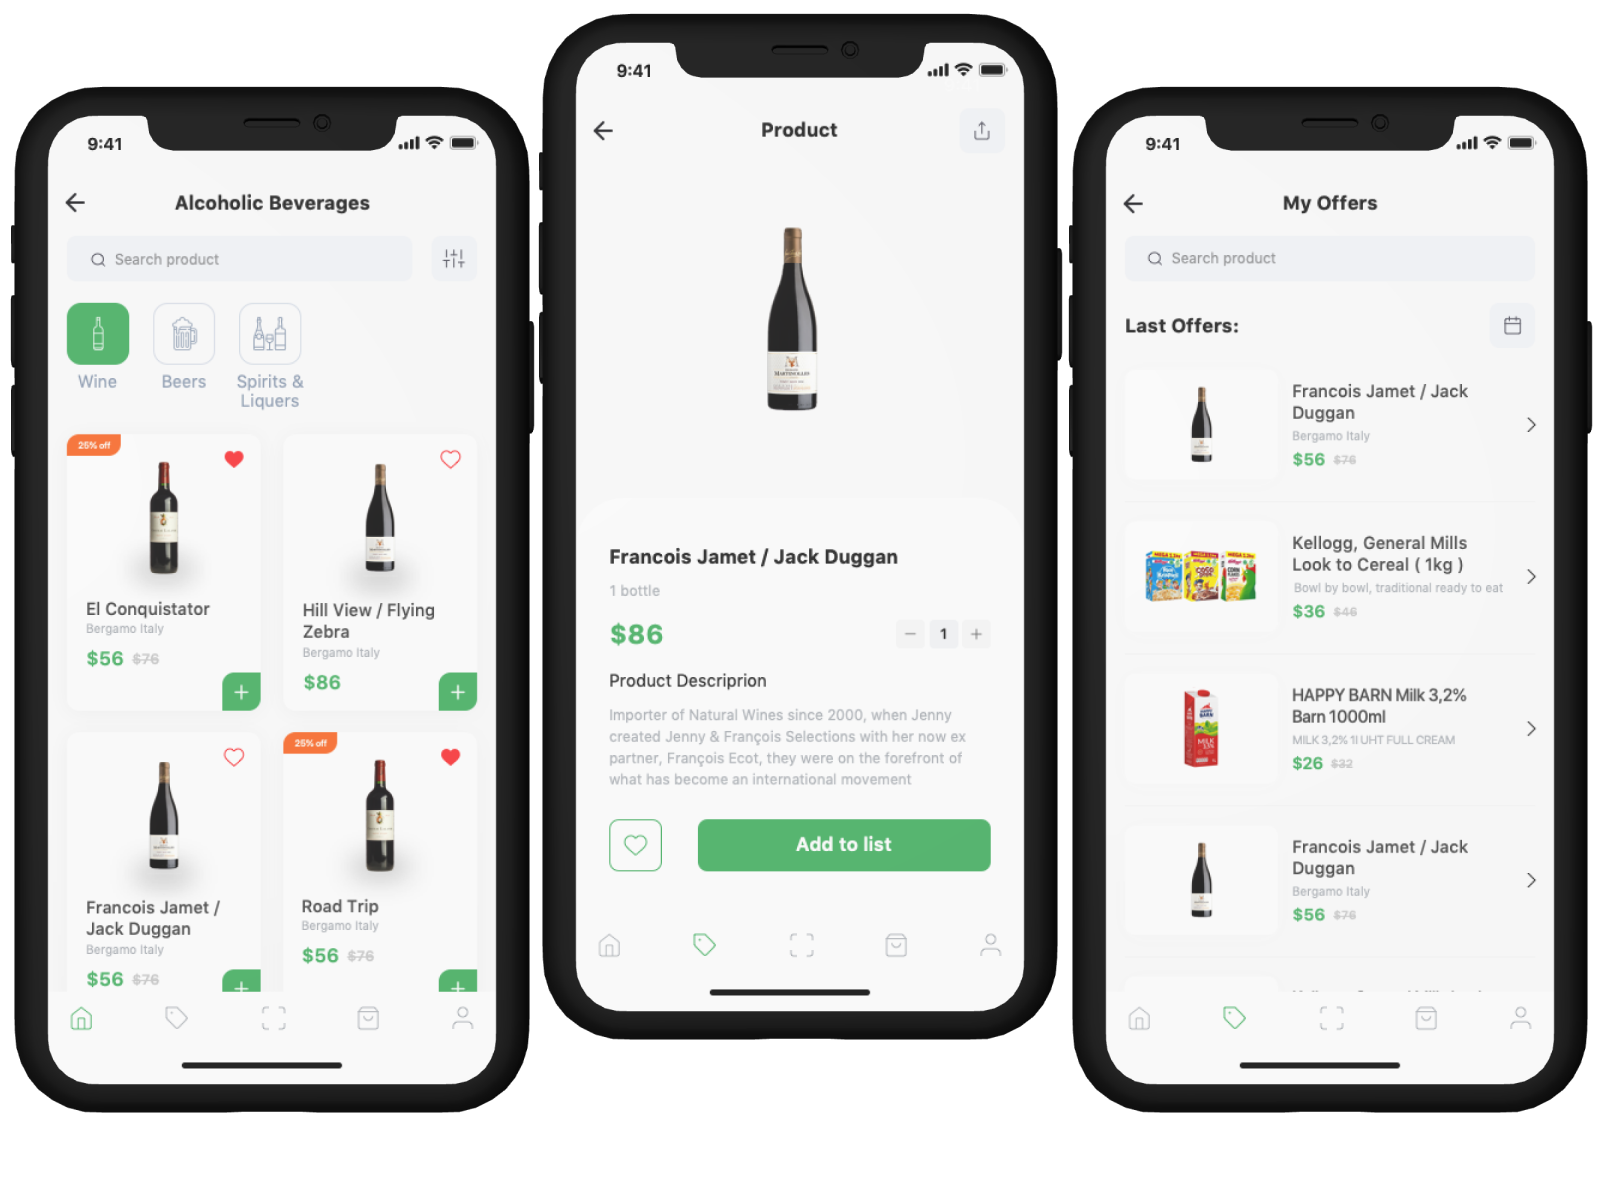 9:41
Alcoholic Beverages
Search product
Wine
Beers
Spirits &
Liquers
25% off
El Conquistator
Bergamo Italy
$56 $76
Hill View / Flying
Zebra
Bergamo Italy
$86
Francois Jamet /
Jack Duggan
Bergamo Italy
$56 $76
25% off
Road Trip
Bergamo Italy
$56 $76
9:41
Product
MARTINOLLES
Francois Jamet / Jack Duggan
1 bottle
$86
1
Product Descriprion
Importer of Natural Wines since 2000, when Jenny
created Jenny & François Selections with her now ex
partner, François Ecot, they were on the forefront of
what has become an international movement
Add to list
9:41
My Offers
Search product
Last Offers:
Francois Jamet / Jack
Duggan
Bergamo Italy
$56 $76
Kellogg, General Mills
Look to Cereal ( 1kg )
Bowl by bowl, traditional ready to eat
$36 $46
HAPPY
BARN
MILK
HAPPY BARN Milk 3,2%
Barn 1000ml
MILK 3,2% 1l UHT FULL CREAM
$26 $32
Francois Jamet / Jack
Duggan
Bergamo Italy
$56 $76